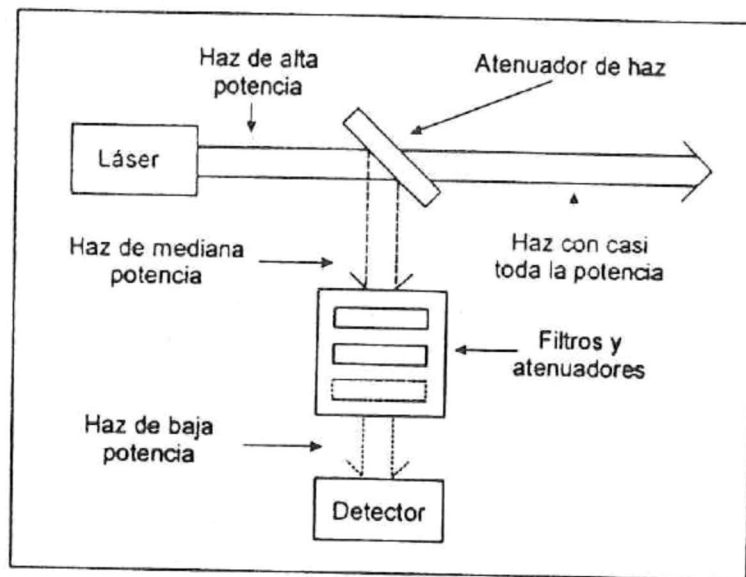 Haz de alta
potencia
Atenuador de haz
Láser
Haz de mediana
potencia
Haz con casi
toda la potencia
Filtros y
atenuadores
Haz de baja
potencia
Detector